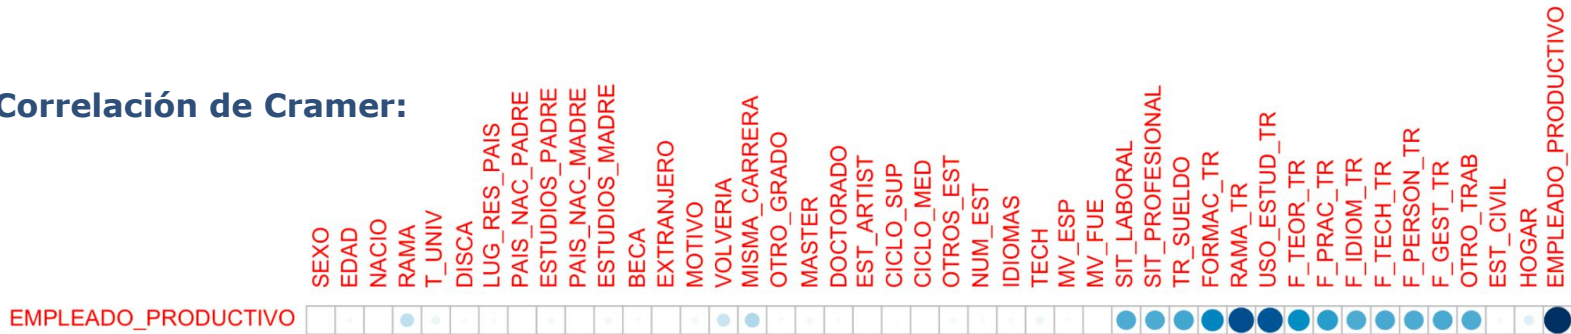 Correlación de Cramer:
SEXO
EDAD
NACIO
RAMA
T_UNIV
DISCA
LUG_RES_PAIS
PAIS_NAC_PADRE
ESTUDIOS_PADRE
PAIS_NAC_MADRE
ESTUDIOS_MADRE
BECA
EXTRANJERO
MOTIVO
VOLVERIA
MISMA_CARRERA
OTRO_GRADO
MASTER
DOCTORADO
EST_ARTIST
CICLO_SUP
CICLO_MED
OTROS_EST
NUM_EST
IDIOMAS
TECH
MV_ESP
MV_FUE
SIT_LABORAL
SIT_PROFESIONAL
TR_SUELDO
FORMAC_TR
RAMA_TR
USO_ESTUD_TR
F_TEOR_TR
F_PRAC_TR
F_IDIOM_TR
F_TECH_TR
F_PERSON_TR
F_GEST_TR
OTRO_TRAB
EST_CIVIL
HOGAR
EMPLEADO_PRODUCTIVO
EMPLEADO_PRODUCTIVO